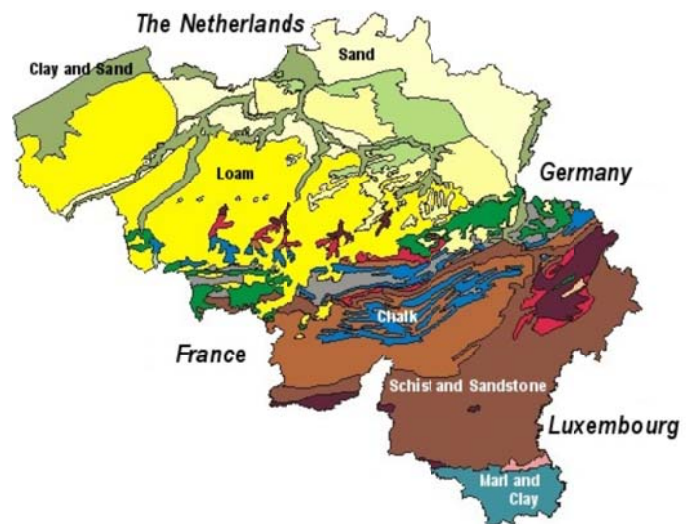 The Netherlands
Sand
Clay and Sand
Loam
Germany
Chalk
France
Schist and Sandstone
Luxembourg
Marl and
Clay